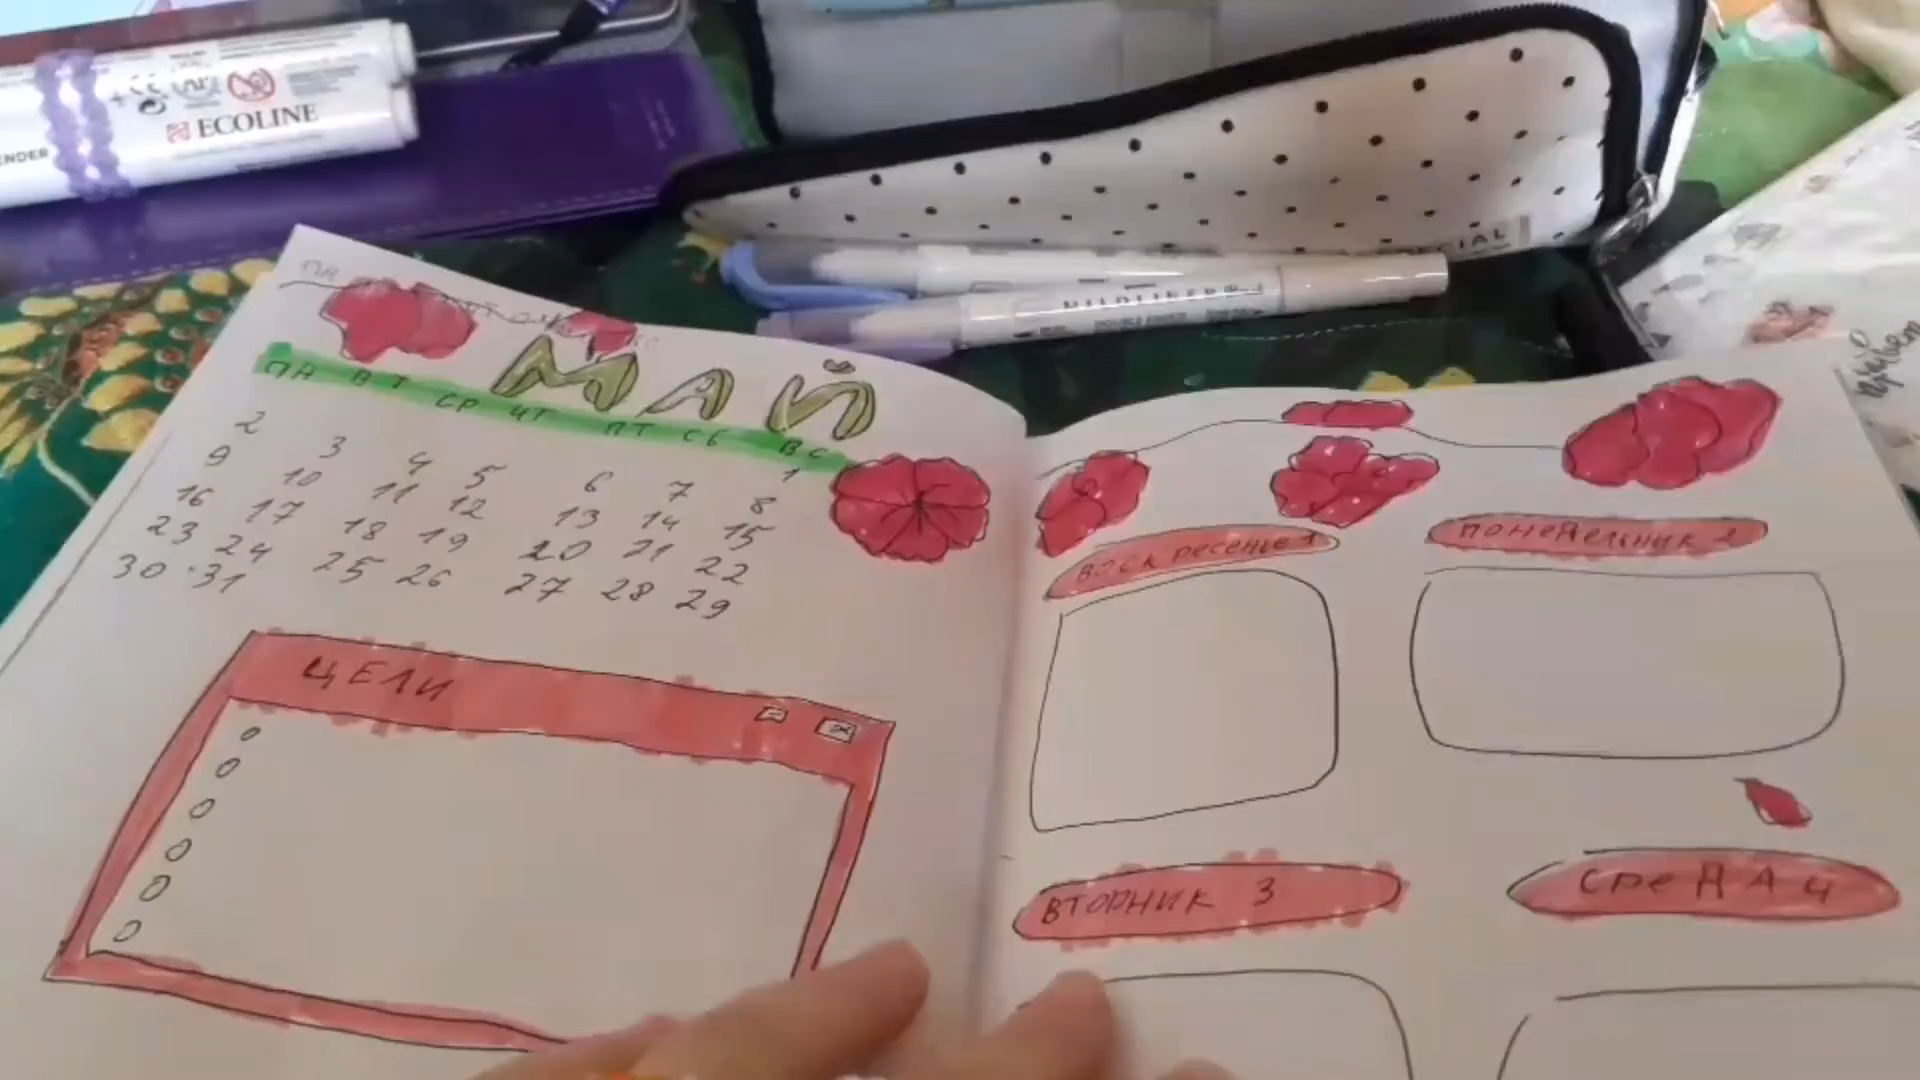 ECOLINE
МАЙ
ПН ВТ СР ЧТ ПТ СБ ВС
1
2 3 4 5 6 7 8
9 10 11 12 13 14 15
16 17 18 19 20 21 22
23 24 25 26 27 28 29
30 31
ЦЕЛИ
воскресенье 1
понедельник 2
ВТОРНИК 3
среДА 4
привет